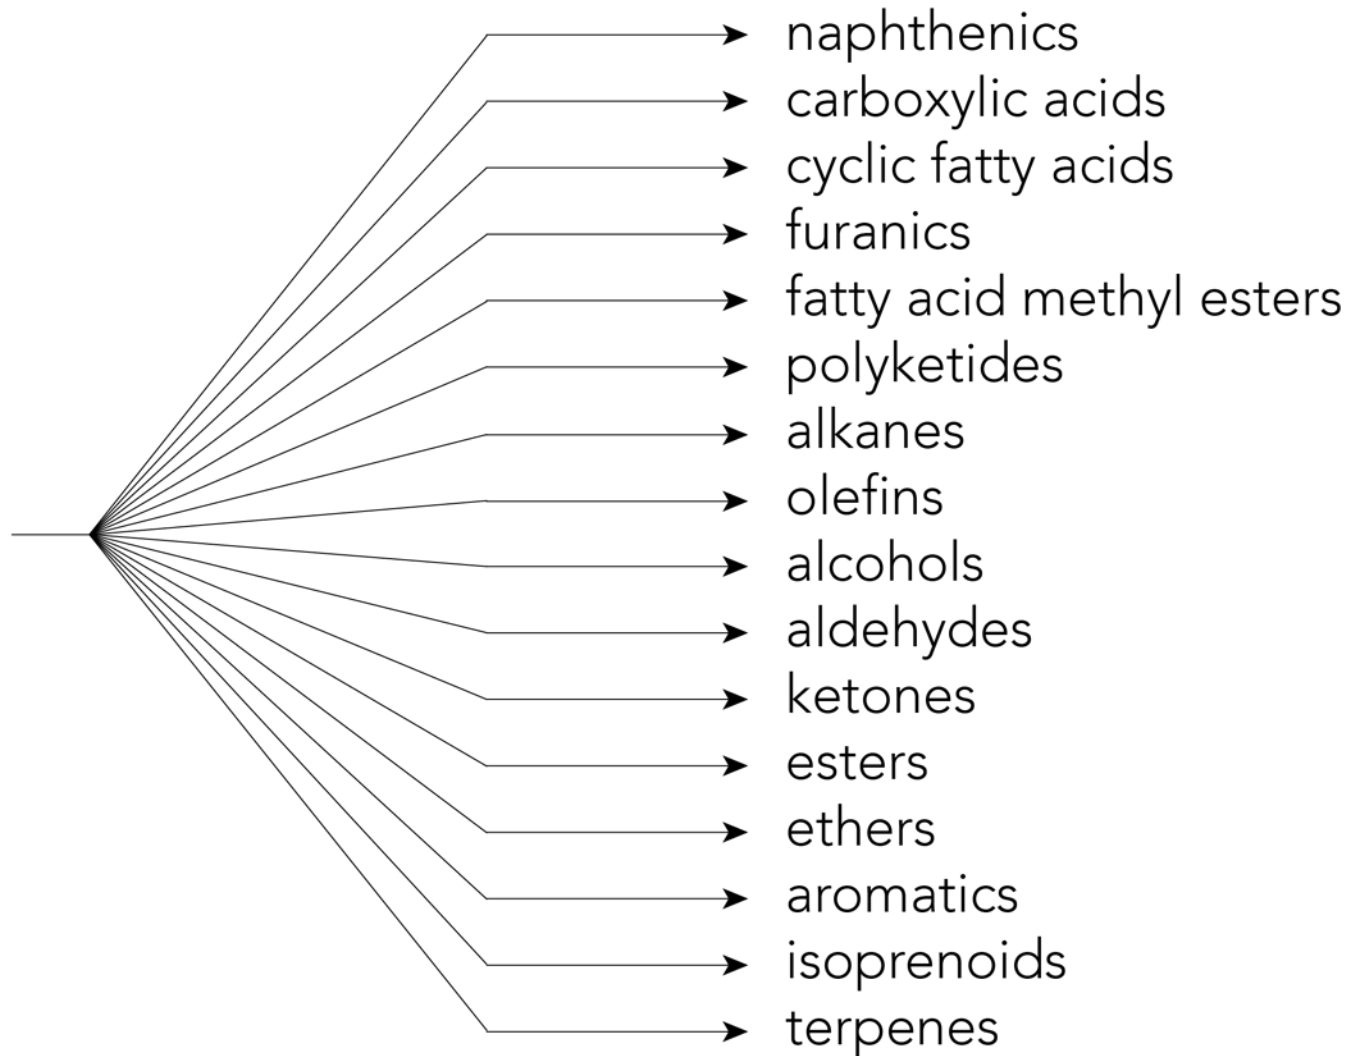 naphthenics
carboxylic acids
cyclic fatty acids
furanics
fatty acid methyl esters
polyketides
alkanes
olefins
alcohols
aldehydes
ketones
esters
ethers
aromatics
isoprenoids
terpenes